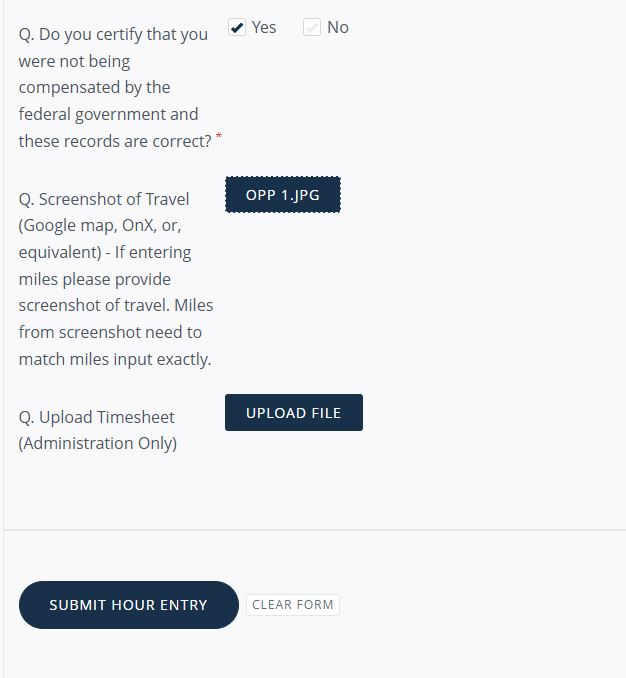 Q. Do you certify that you
were not being
compensated by the
federal government and
these records are correct? *
Yes
No
Q. Screenshot of Travel
(Google map, OnX, or,
equivalent) - If entering
miles please provide
screenshot of travel. Miles
from screenshot need to
match miles input exactly.
OPP 1.JPG
Q. Upload Timesheet
(Administration Only)
UPLOAD FILE
SUBMIT HOUR ENTRY
CLEAR FORM